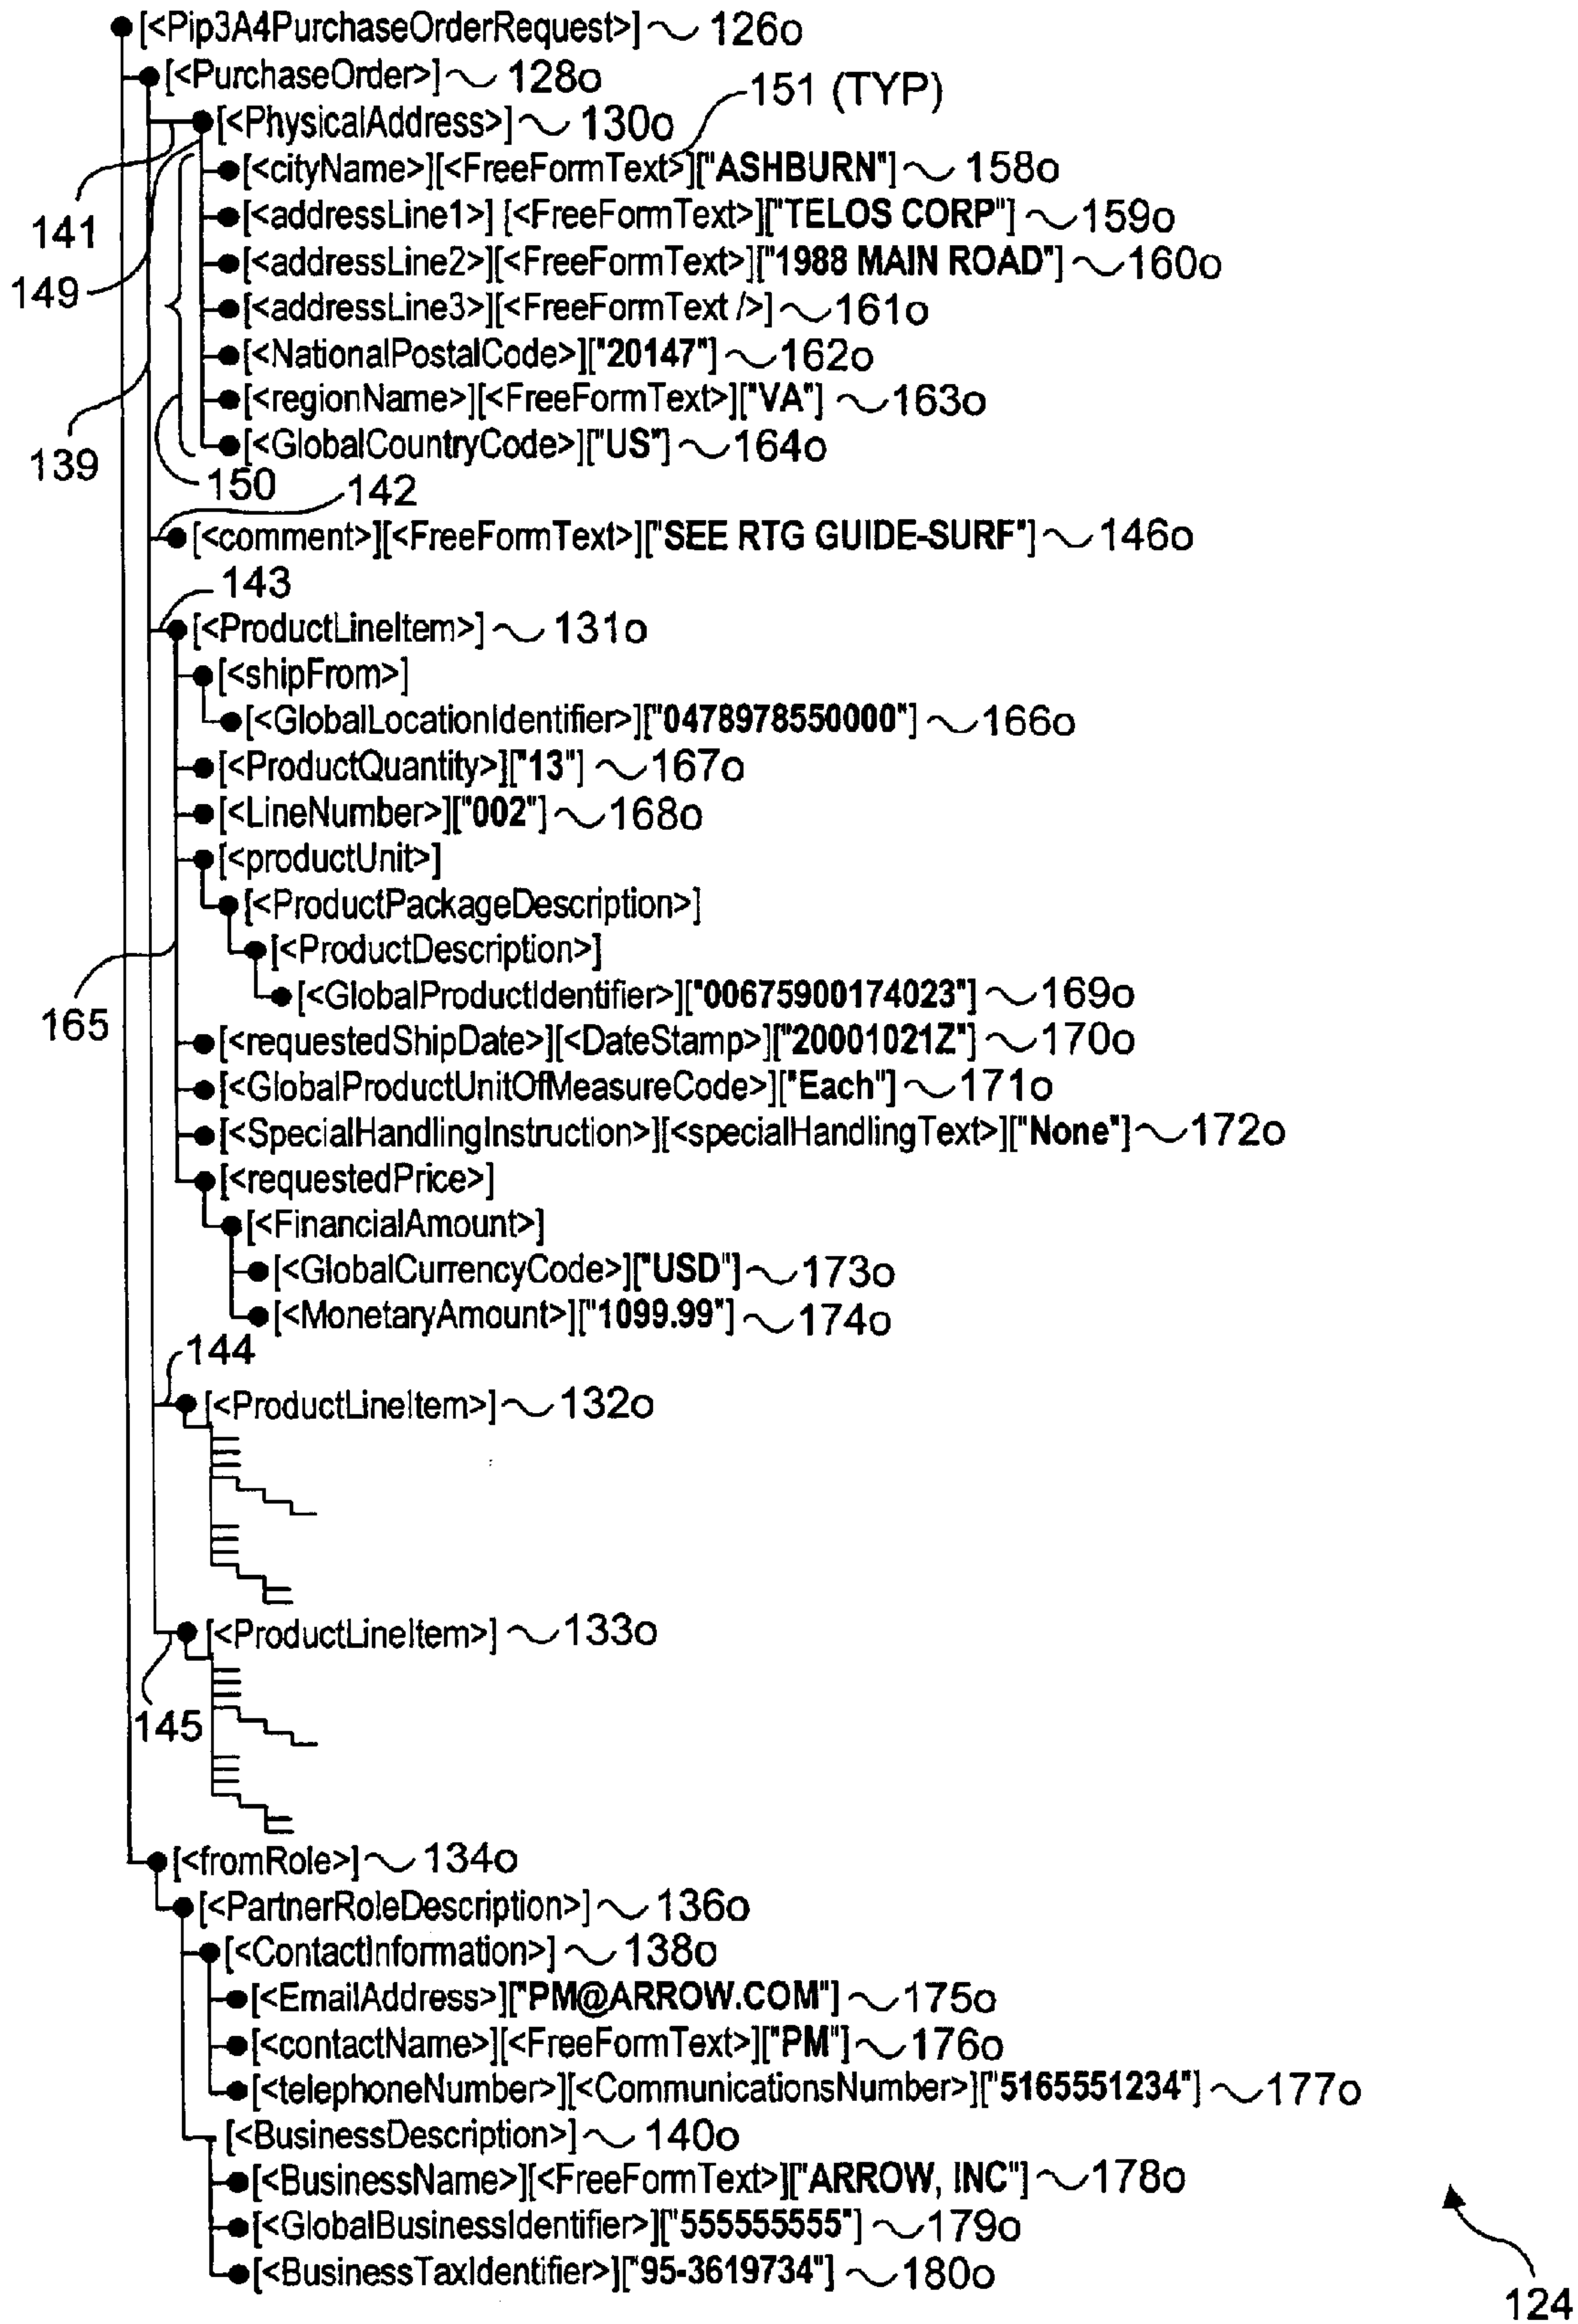 [<Pip3A4PurchaseOrderRequest>] 126o
[<PurchaseOrder>] 128o
151 (TYP)
[<PhysicalAddress>] 130o
[<cityName>][<FreeFormText>]["ASHBURN"] 158o
141
[<addressLine1>] [<FreeFormText>]["TELOS CORP"] 159o
[<addressLine2>][<FreeFormText>]["1988 MAIN ROAD"] 160o
149
[<addressLine3>][<FreeFormText />] 161o
[<NationalPostalCode>]["20147"] 162o
[<regionName>][<FreeFormText>]["VA"] 163o
[<GlobalCountryCode>]["US"] 164o
139
150
142
[<comment>][<FreeFormText>]["SEE RTG GUIDE-SURF"] 146o
143
[<ProductLineItem>] 131o
[<shipFrom>]
[<GlobalLocationIdentifier>]["0478978550000"] 166o
[<ProductQuantity>]["13"] 167o
[<LineNumber>]["002"] 168o
[<productUnit>]
[<ProductPackageDescription>]
[<ProductDescription>]
[<GlobalProductIdentifier>]["00675900174023"] 169o
165
[<requestedShipDate>][<DateStamp>]["20001021Z"] 170o
[<GlobalProductUnitOfMeasureCode>]["Each"] 171o
[<SpecialHandlingInstruction>][<specialHandlingText>]["None"] 172o
[<requestedPrice>]
[<FinancialAmount>]
[<GlobalCurrencyCode>]["USD"] 173o
[<MonetaryAmount>]["1099.99"] 174o
144
[<ProductLineItem>] 132o
[<ProductLineItem>] 133o
145
[<fromRole>] 134o
[<PartnerRoleDescription>] 136o
[<ContactInformation>] 138o
[<EmailAddress>]["PM@ARROW.COM"] 175o
[<contactName>][<FreeFormText>]["PM"] 176o
[<telephoneNumber>][<CommunicationsNumber>]["5165551234"] 177o
[<BusinessDescription>] 140o
[<BusinessName>][<FreeFormText>]["ARROW, INC"] 178o
[<GlobalBusinessIdentifier>]["555555555"] 179o
[<BusinessTaxIdentifier>]["95-3619734"] 180o
124